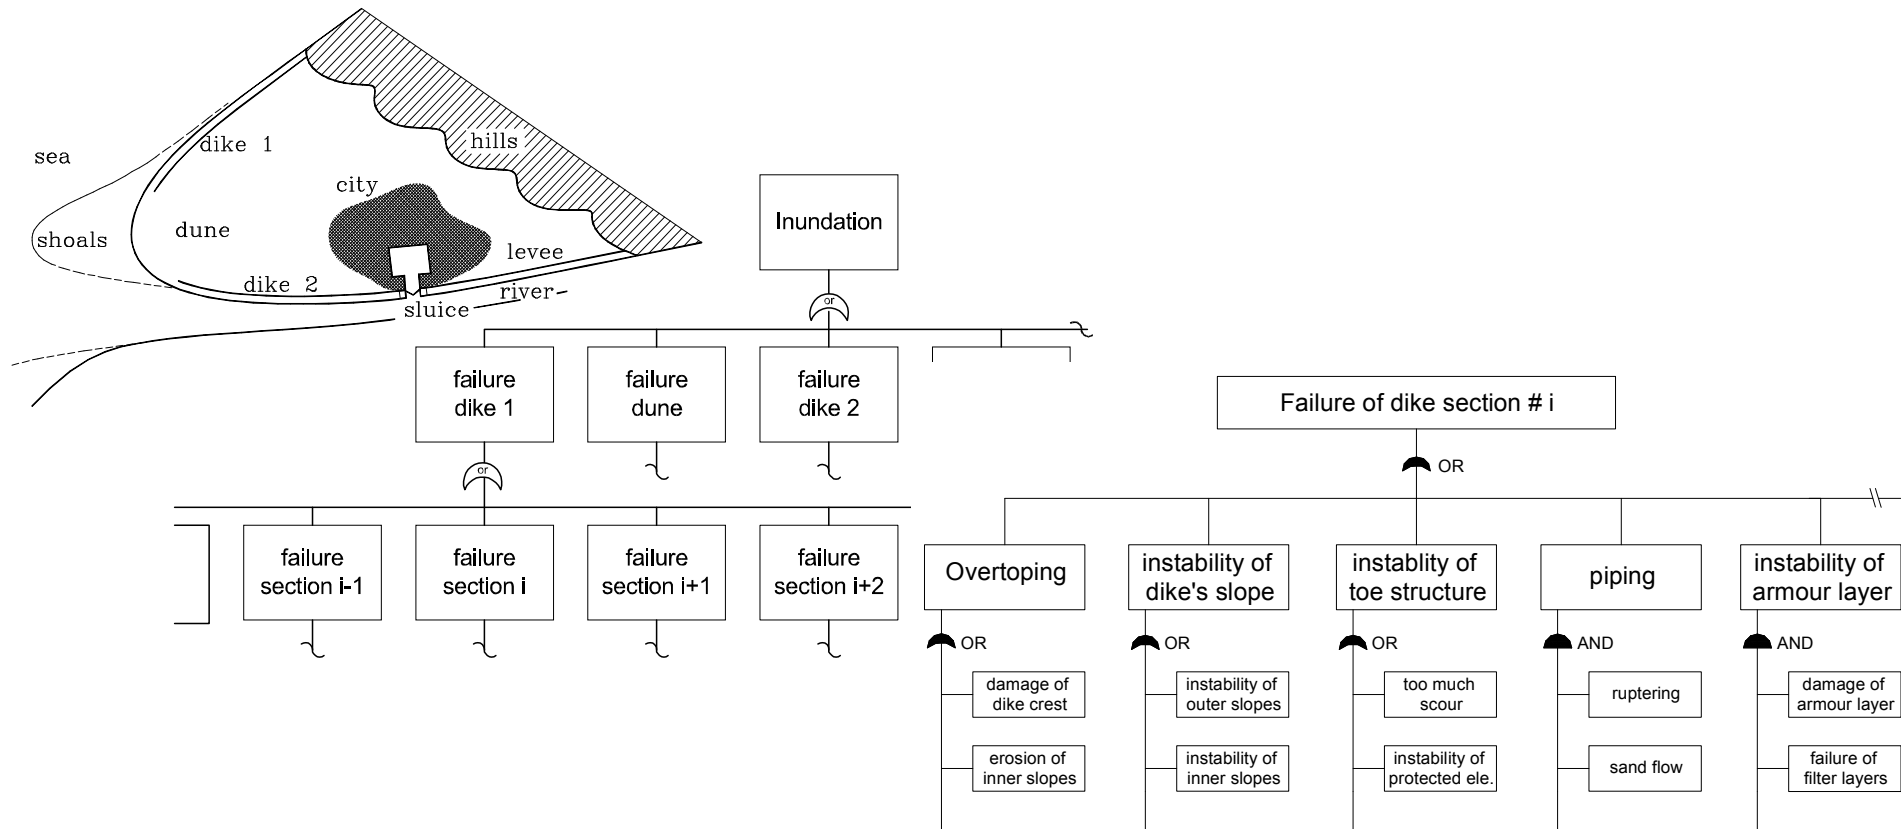 sea
dike 1
hills
city
shoals
dune
levee
dike 2
river
sluice
Inundation
or
failure
dike 1
failure
dune
failure
dike 2
or
failure
section i-1
failure
section i
failure
section i+1
failure
section i+2
Failure of dike section # i
OR
Overtoping
instability of
dike's slope
instablity of
toe structure
piping
instability of
armour layer
OR
OR
OR
AND
AND
damage of
dike crest
instability of
outer slopes
too much
scour
ruptering
damage of
armour layer
erosion of
inner slopes
instability of
inner slopes
instability of
protected ele.
sand flow
failure of
filter layers